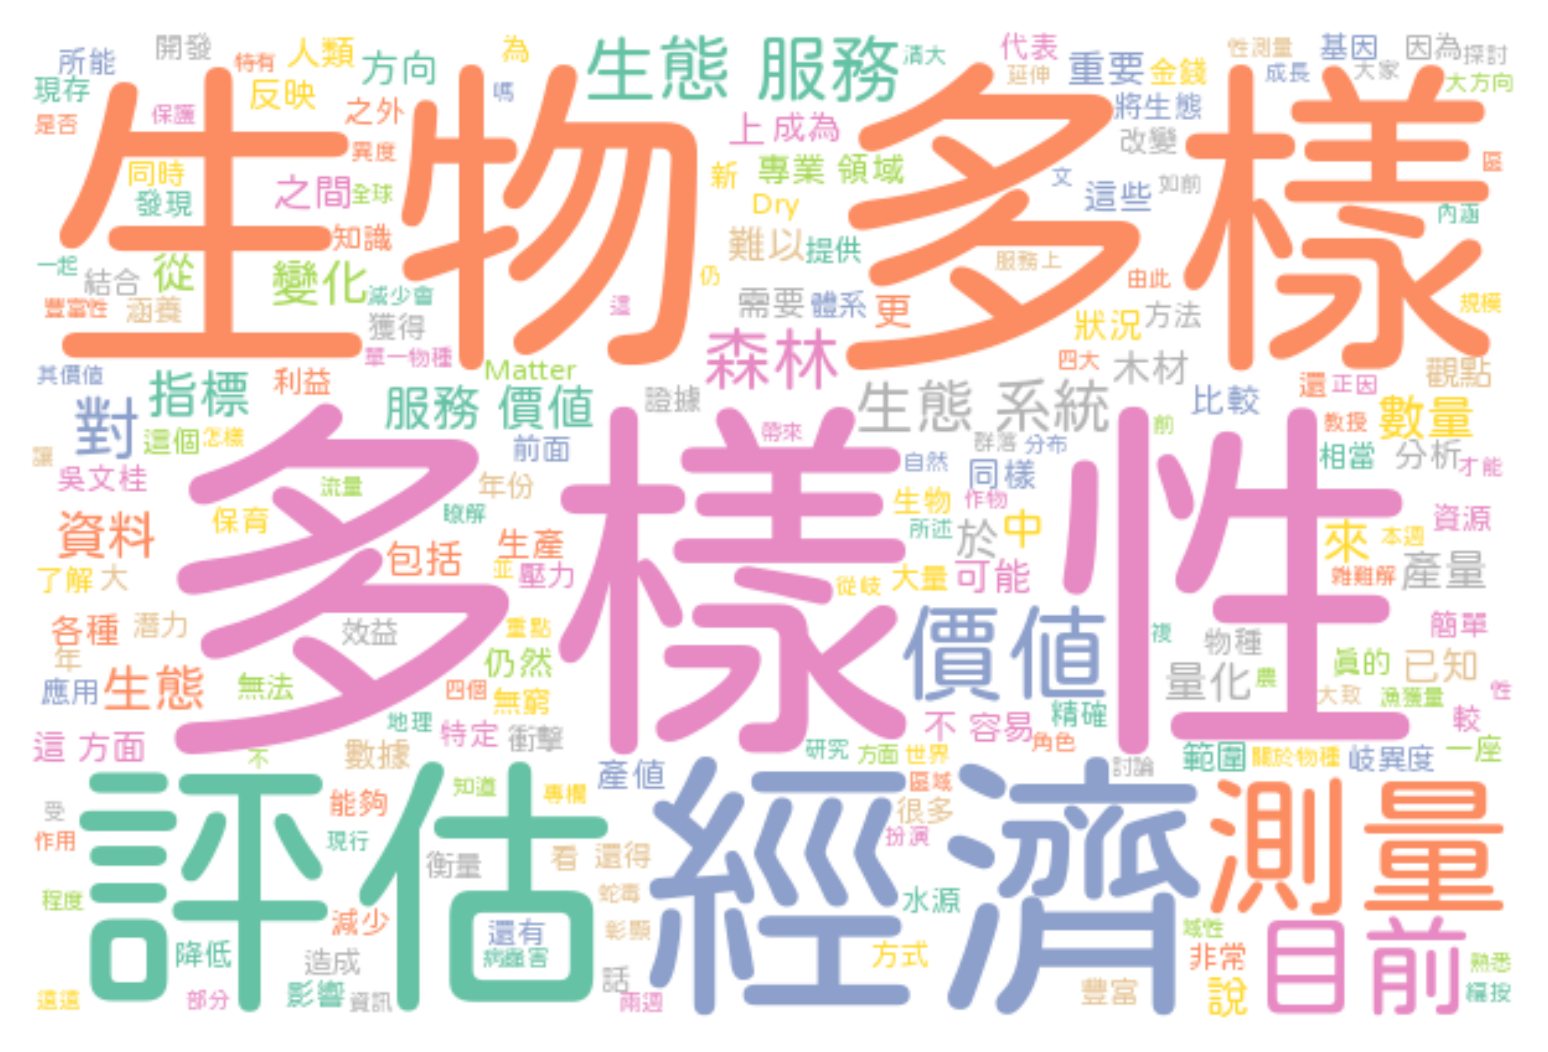 所能
開發
特有
人類
方向
為
生態 服務
濱大
代表
延伸
重要
金錢
性測量
成長
基因
大家
因為
探討
大方向
現存
是否
保護
反映
之外
嗎
將生態
改變
上
成為
專業 領域
新
Dry
生物
多樣
同時
發現
之間
異度
全球
知識
難以
提供
文
這些
如前
區
內涵
一起
結合
從
變化
減少會
豐富性
涵養
獲得
單一物種
仍
需要
體系
更
服務上
由此
狀況
方法
規模
其價值
指標
利益
Matter
森林
四大
木材
還
正因
觀點
對
這個
怎樣
服務 價值
證據
生態 系統
比較
教授
數量
讓
吳文桂
前面
帶來
群落
分布
前
相當
分析
才能
多樣性
流量
年份
自然
同樣
資料
保育
瞭解
生物
作物
所述
於
中
來
本週
資源
了解
大
包括
生產
並
壓力
從歧
大量
可能
雜難解
產量
各種
潛力
效益
重點
價值
複
物種
簡單
年
應用
生態
無法
四個
仍然
無窮
量化
農
真的
已知
大致
漁獲量
性
這 方面
不
地理
數據
特定
衝擊
不 容易
精確
角色
較
研究
方面
世界
討論
範圍
關於物種
歧異度
一座
評估
產值
知道
專欄
能夠
區域
很多
經濟
測量
受
作用
現行
衡量
看
還得
扮演
程度
減少
蛇毒
水源
還有
彰顯
域性
目前
降低
造成
病蟲害
話
方式
非常
熟悉
這邊
部分
影響
資訊
兩週
豐富
說
編按